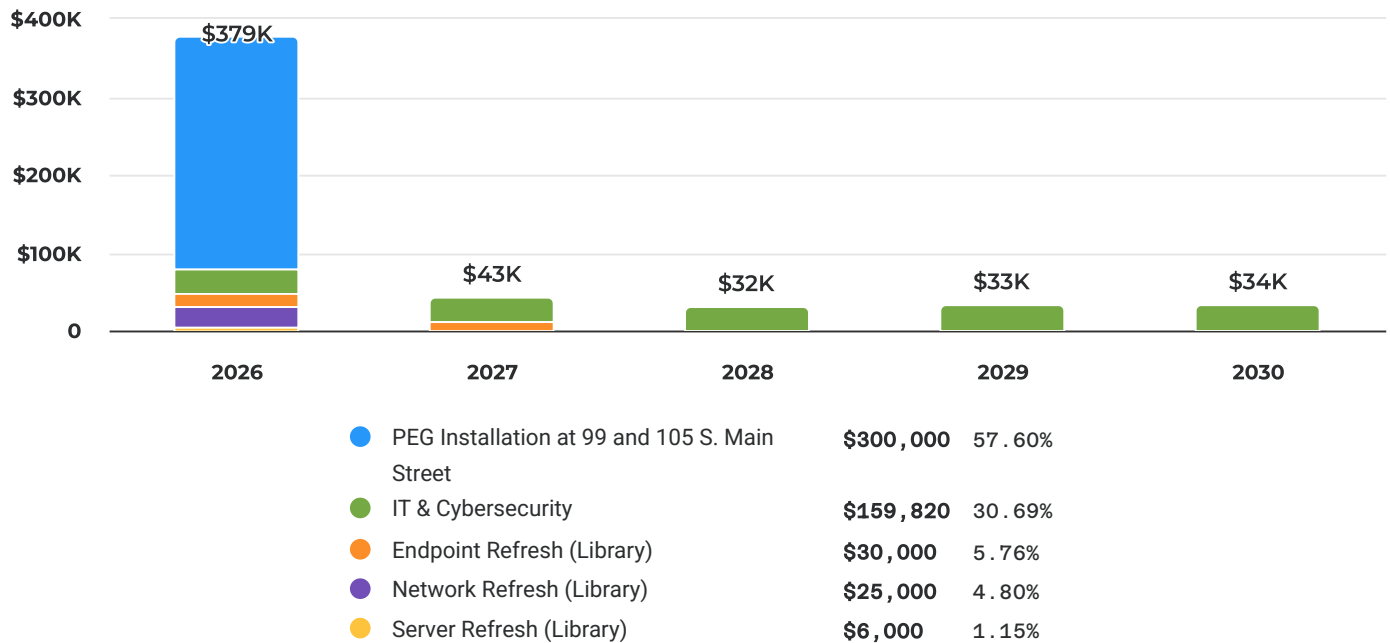 $400K
$379K
$300K
$200K
$100K
$43K
$32K
$33K
$34K
0
2026 2027 2028 2029 2030
PEG Installation at 99 and 105 S. Main $300,000 57.60%
Street
IT & Cybersecurity $159,820 30.69%
Endpoint Refresh (Library) $30,000 5.76%
Network Refresh (Library) $25,000 4.80%
Server Refresh (Library) $6,000 1.15%